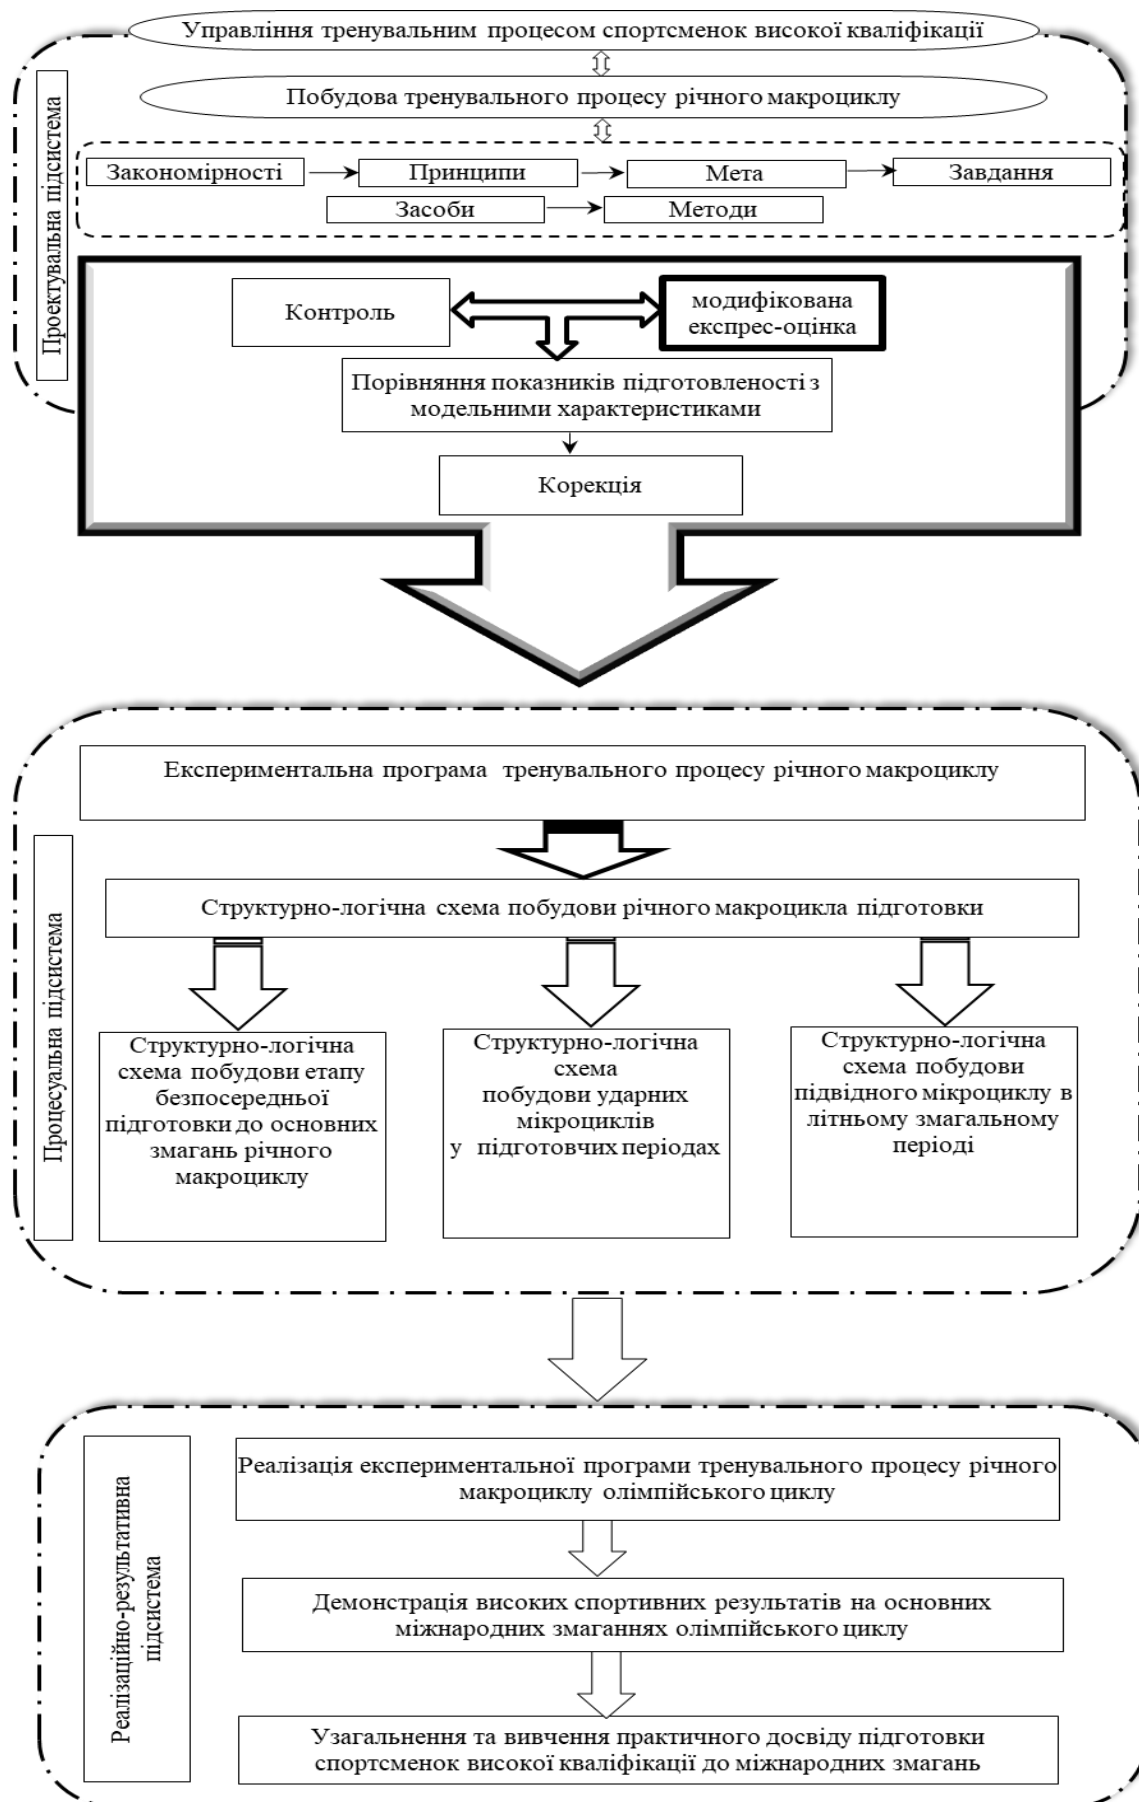 Управління тренувальним процесом спортсменок високої кваліфікації
Побудова тренувального процесу річного макроциклу
Проектувальна підсистема
Закономірності
Принципи
Мета
Завдання
Засоби
Методи
Контроль
модифікована
експрес-оцінка
Порівняння показників підготовленості з
модельними характеристиками
Корекція
Експериментальна програма тренувального процесу річного макроциклу
Процесуальна підсистема
Структурно-логічна схема побудови річного макроцикла підготовки
Структурно-логічна
схема побудови етапу
безпосередньої
підготовки до основних
змагань річного
макроциклу
Структурно-логічна
схема
побудови ударних
мікроциклів
у підготовчих періодах
Структурно-логічна
схема побудови
підвідного мікроциклу в
літньому змагальному
періоді
Реалізаційно-результативна
підсистема
Реалізація експериментальної програми тренувального процесу річного
макроциклу олімпійського циклу
Демонстрація високих спортивних результатів на основних
міжнародних змаганнях олімпійського циклу
Узагальнення та вивчення практичного досвіду підготовки
спортсменок високої кваліфікації до міжнародних змагань